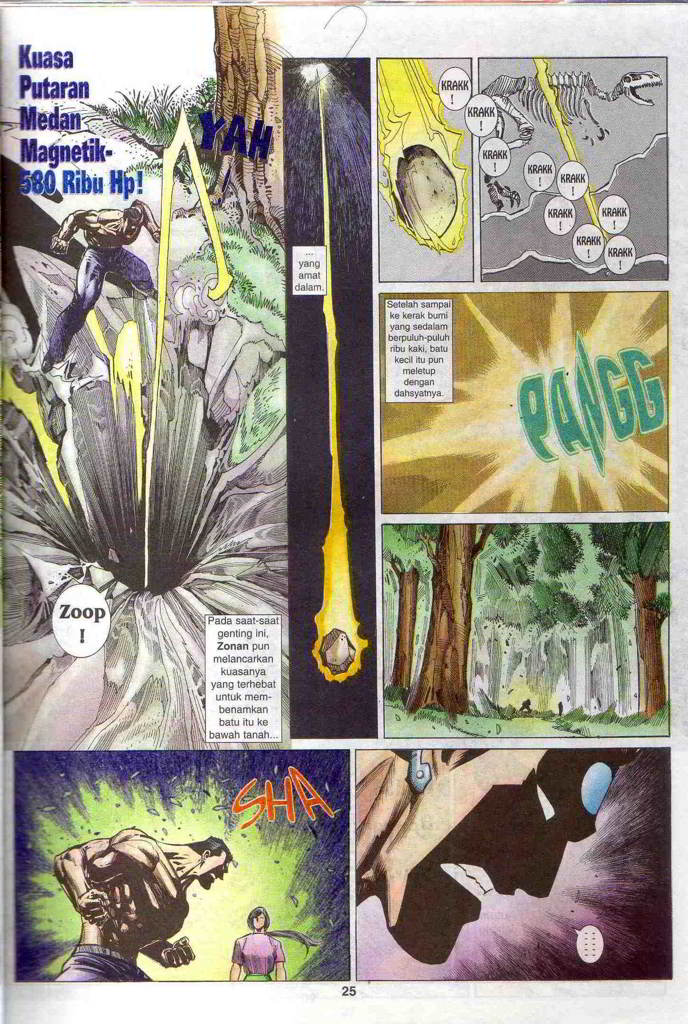 Kuasa
Putaran
Medan
Magnetik-
580 Ribu Hp!
YAH
Zoop
!
Pada saat-saat
genting ini,
Zonan pun
melancarkan
kuasanya
yang terhebat
untuk mem-
benamkan
batu itu ke
bawah tanah...
...
yang
amat
dalam.
KRAKK
!
KRAKK
!
KRAKK
!
KRAKK
!
KRAKK
!
KRAKK
!
KRAKK
!
KRAKK
!
KRAKK
!
Setelah sampai
ke kerak bumi
yang sedalam
berpuluh-puluh
ribu kaki, batu
kecil itu pun
meletup
dengan
dahsyatnya.
PANGG
SHA
......
25